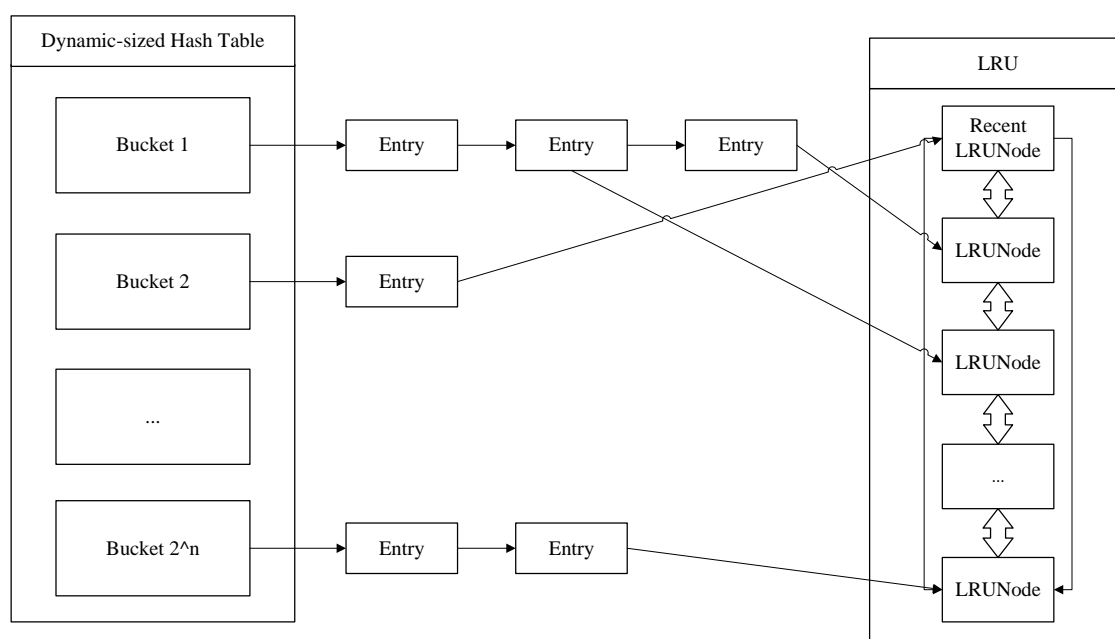 Dynamic-sized Hash Table
LRU
Bucket 1
Entry
Entry
Entry
Recent
LRUNode
Bucket 2
Entry
LRUNode
LRUNode
...
...
Bucket 2^n
Entry
Entry
LRUNode